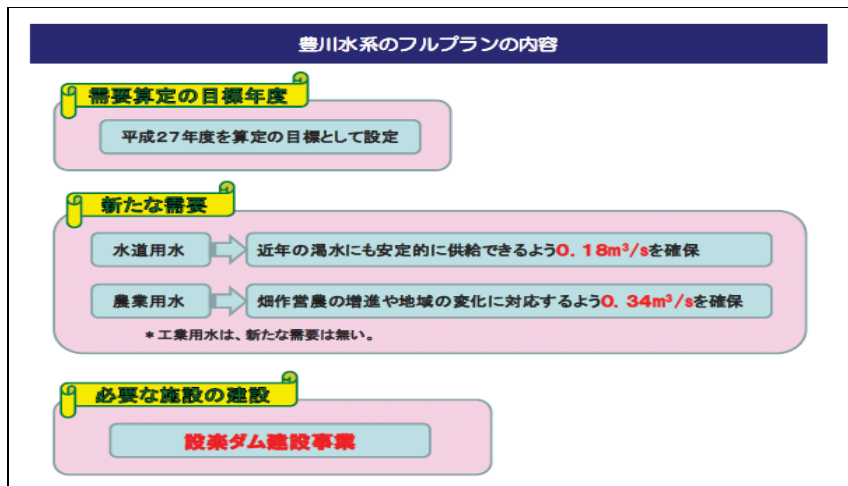 豊川水系のフルプランの内容
需要算定の目標年度
平成27年度を算定の目標として設定
新たな需要
水道用水
近年の渇水にも安定的に供給できるよう0.18m³/sを確保
農業用水
畑作営農の増進や地域の変化に対応するよう0.34m³/sを確保
*工業用水は、新たな需要は無い。
必要な施設の建設
設楽ダム建設事業